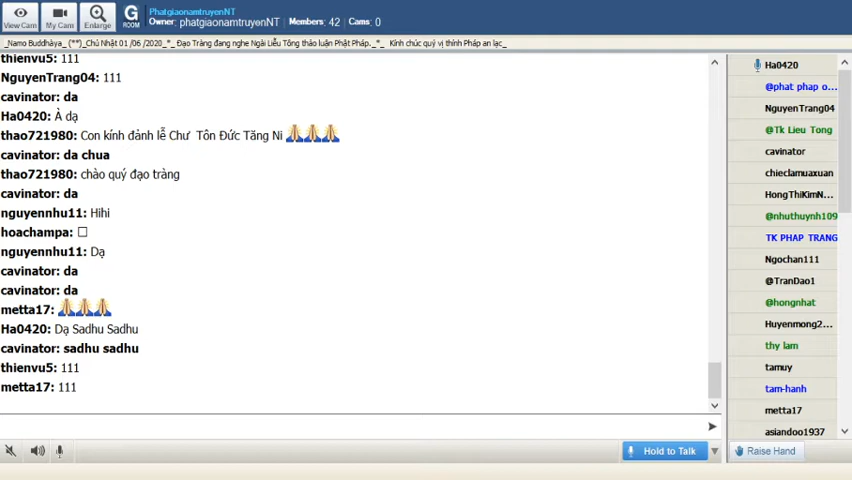 View Cam
My Cam
Enlarge
G
ROOM
PhatgiaonamtruyenNT
Owner: phatgiaonamtruyenNT Members: 42 Cams: 0
_Namo Buddhàya_ (**)_Chủ Nhật 01 /06 /2020_*_ Đạo Tràng đang nghe Ngài Liễu Tông thảo luận Phật Pháp._*_ Kính chúc quý vị thính Pháp an lạc_
thienvu5: 111
NguyenTrang04: 111
cavinator: da
Ha0420: À dạ
thao721980: Con kính đảnh lễ Chư Tôn Đức Tăng Ni 🙏🙏🙏
cavinator: da chua
thao721980: chào quý đạo tràng
cavinator: da
nguyennhu11: Hihi
hoachampa: □
nguyennhu11: Dạ
cavinator: da
cavinator: da
metta17: 🙏🙏🙏
Ha0420: Dạ Sadhu Sadhu
cavinator: sadhu sadhu
thienvu5: 111
metta17: 111
Ha0420
@phat phap o...
NguyenTrang04
@Tk Lieu Tong
cavinator
chieclamuaxuan
HongThiKimN...
@nhuthuynh109
TK PHAP TRANG
Ngochan111
@TranDao1
@hongnhat
Huyenmong2...
thy lam
tamuy
tam-hanh
metta17
asiandoo1937
Hold to Talk
Raise Hand